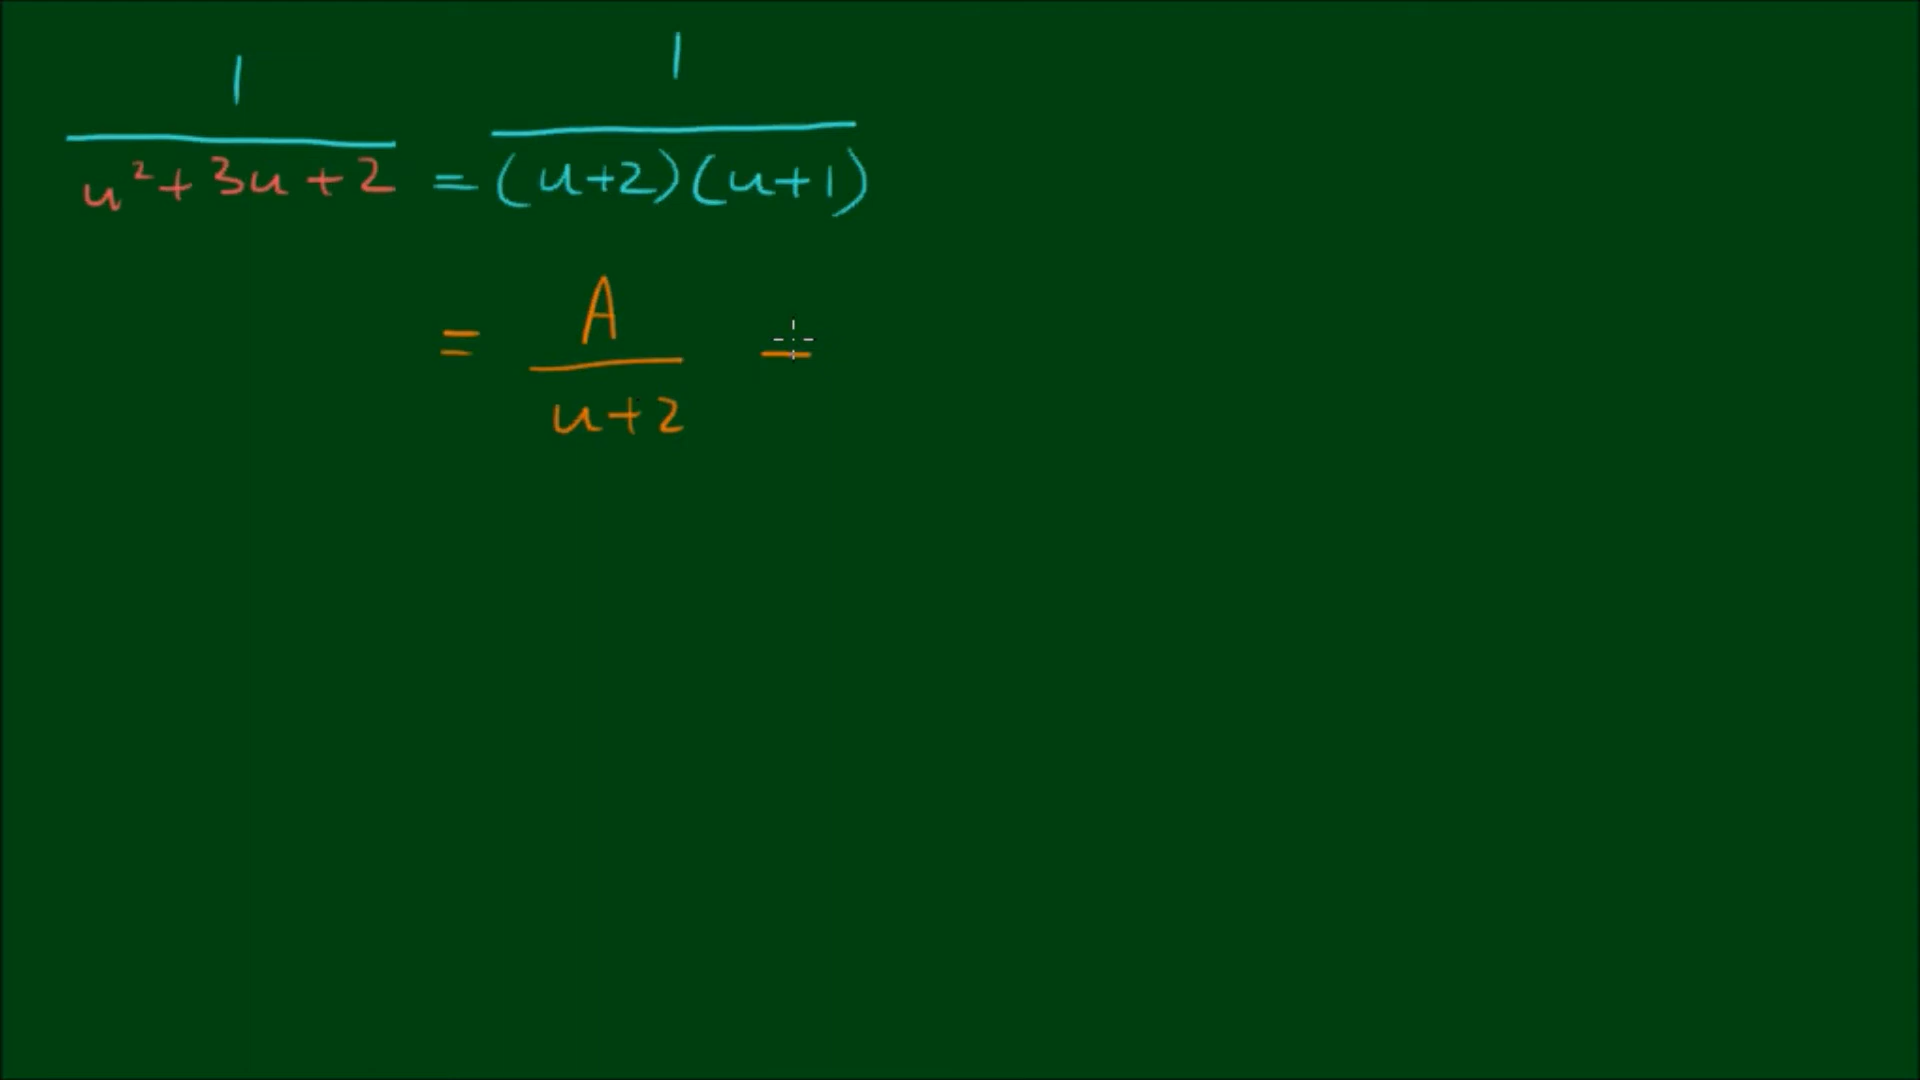 1/(u²+3u+2) = 1/((u+2)(u+1))
= A/(u+2) −